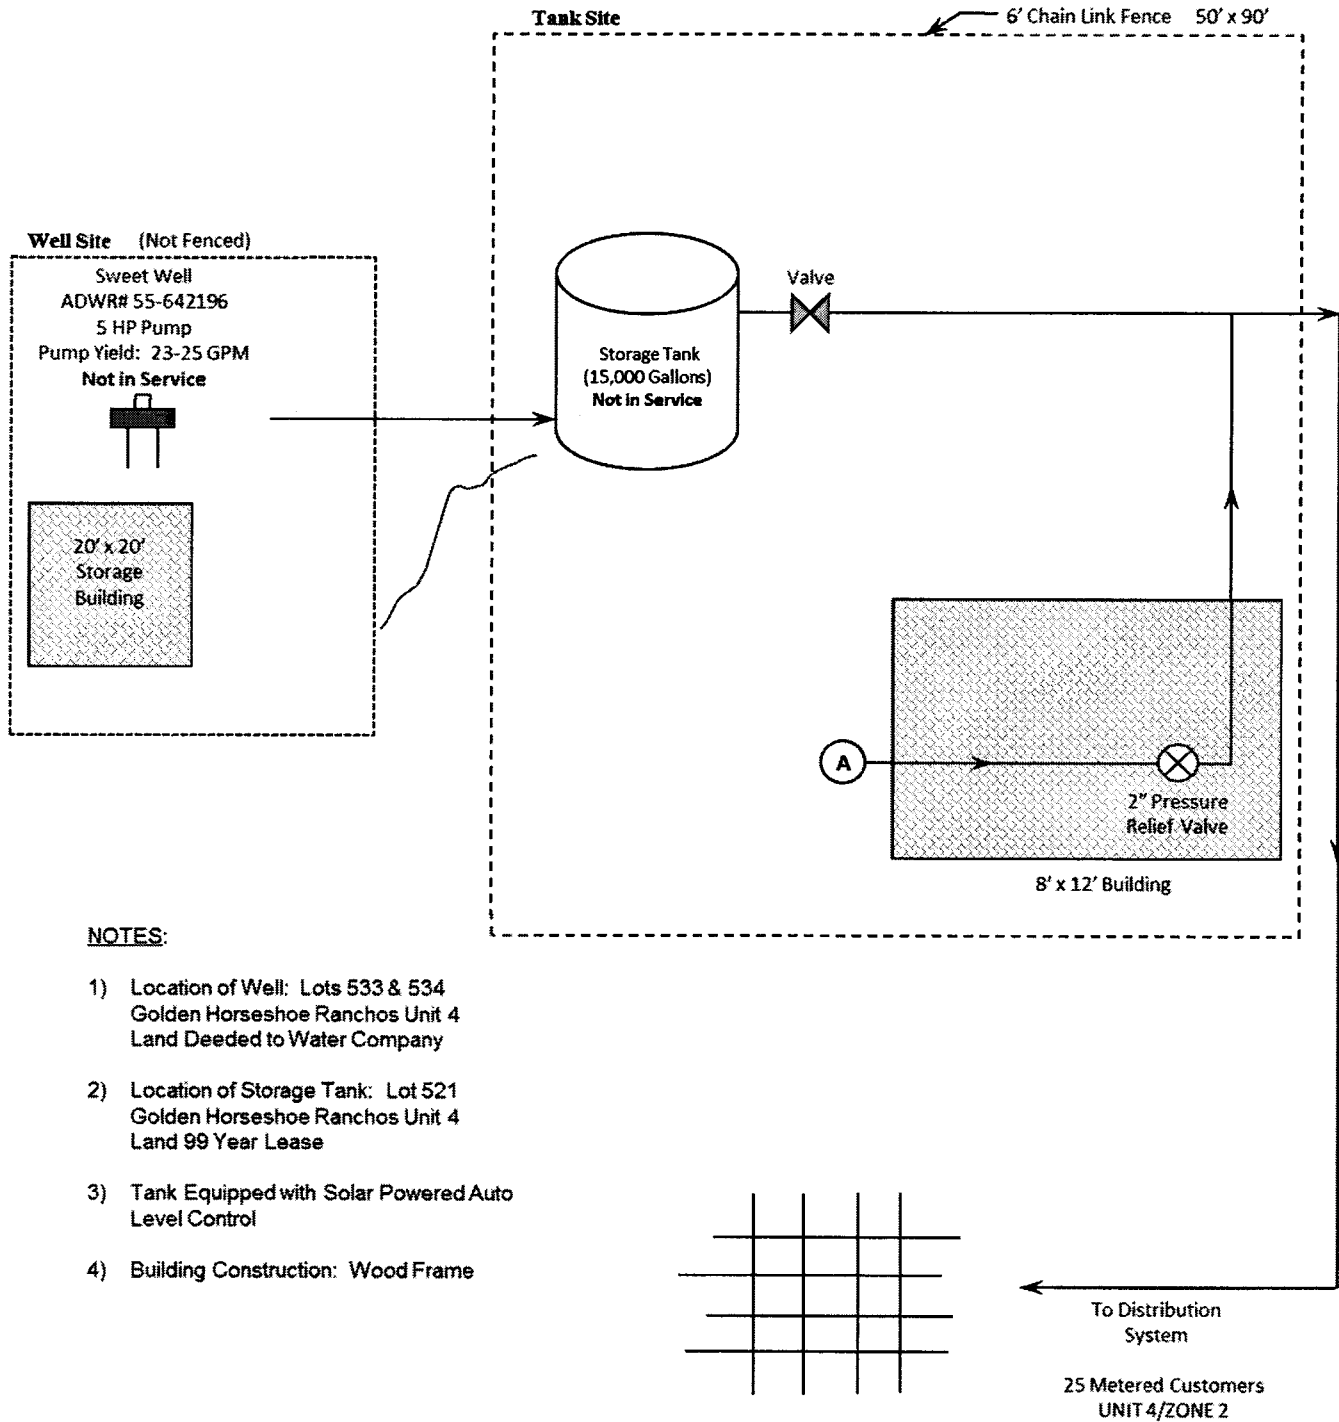 Tank Site
6' Chain Link Fence 50' x 90'
Well Site (Not Fenced)
Sweet Well
ADWR# 55-642196
5 HP Pump
Pump Yield: 23-25 GPM
Not in Service
20' x 20'
Storage
Building
Storage Tank
(15,000 Gallons)
Not in Service
Valve
A
2" Pressure
Relief Valve
8' x 12' Building
NOTES:
1) Location of Well: Lots 533 & 534
Golden Horseshoe Ranchos Unit 4
Land Deeded to Water Company
2) Location of Storage Tank: Lot 521
Golden Horseshoe Ranchos Unit 4
Land 99 Year Lease
3) Tank Equipped with Solar Powered Auto
Level Control
4) Building Construction: Wood Frame
To Distribution
System
25 Metered Customers
UNIT 4/ZONE 2